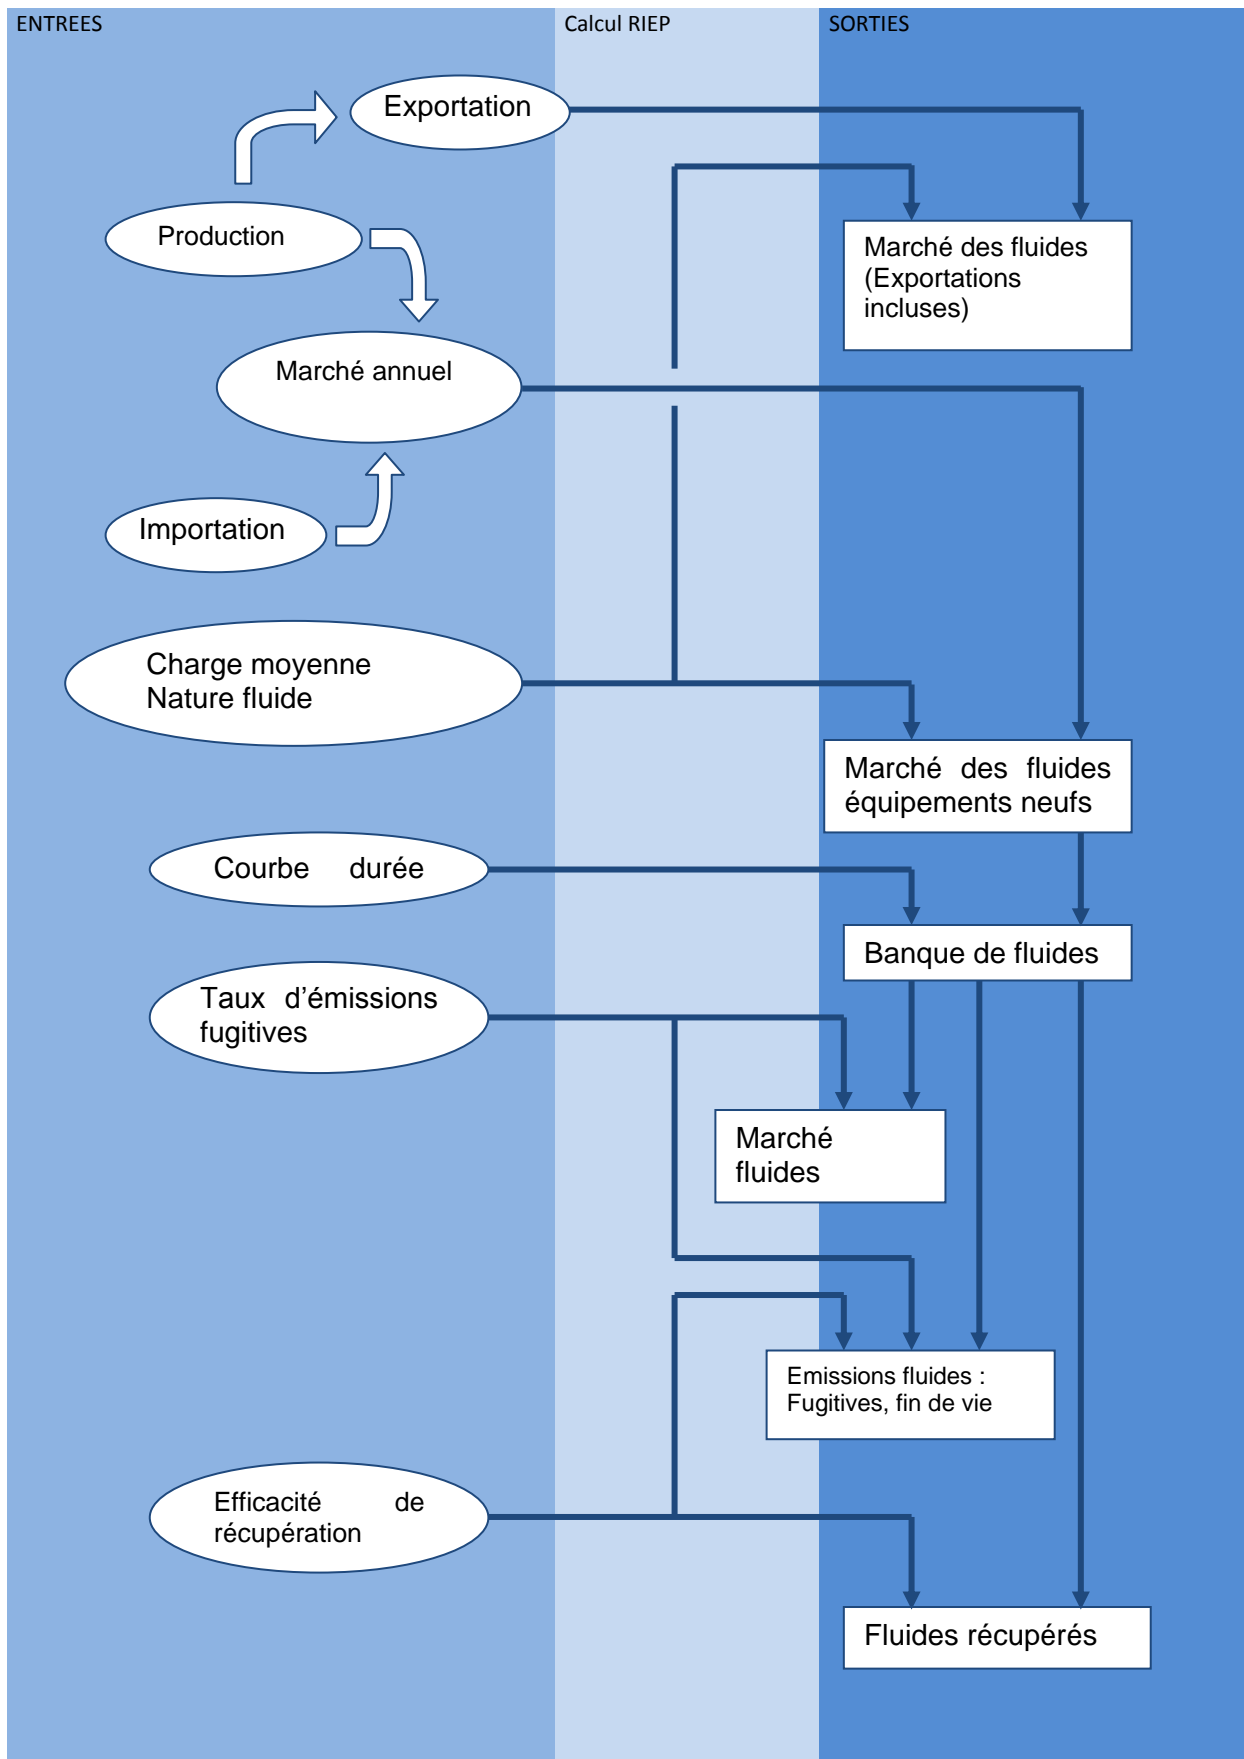 ENTREES
Calcul RIEP
SORTIES
Exportation
Production
Marché des fluides
(Exportations
incluses)
Marché annuel
Importation
Charge moyenne
Nature fluide
Marché des fluides
équipements neufs
Courbe durée
Banque de fluides
Taux d'émissions
fugitives
Marché
fluides
Emissions fluides :
Fugitives, fin de vie
Efficacité de
récupération
Fluides récupérés